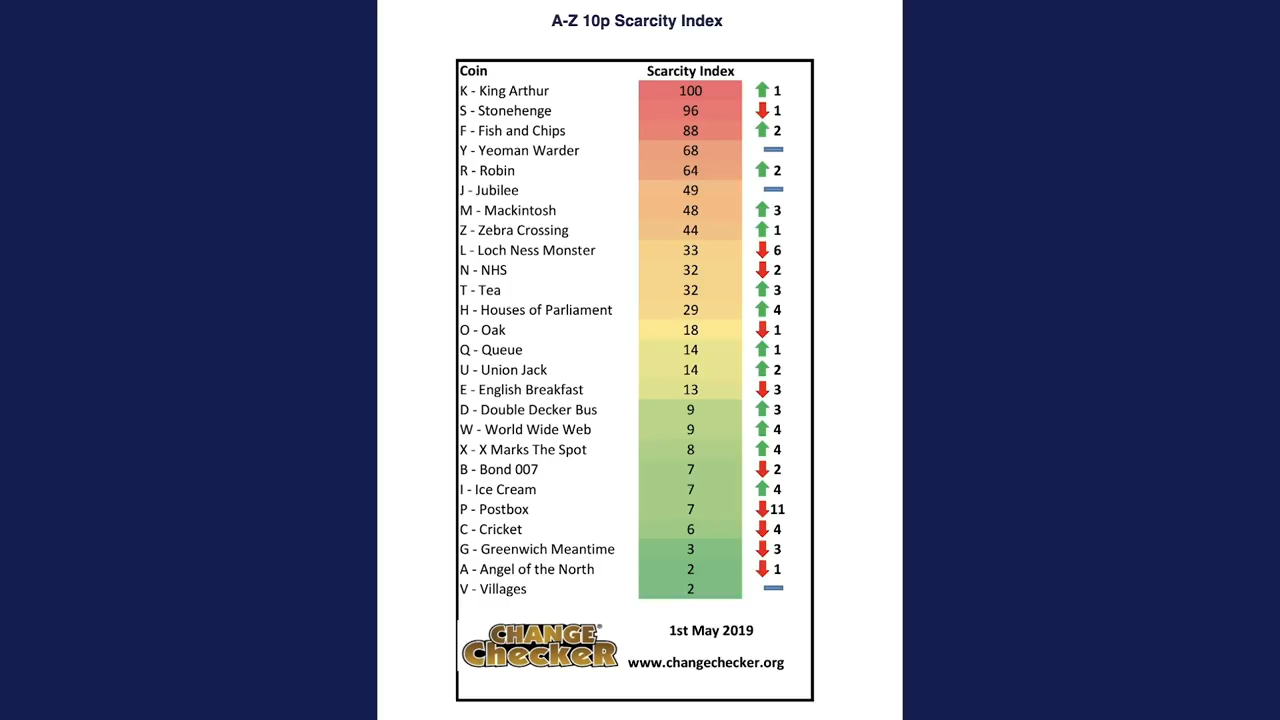 A-Z 10p Scarcity Index
Coin Scarcity Index
K - King Arthur 100 1
S - Stonehenge 96 1
F - Fish and Chips 88 2
Y - Yeoman Warder 68
R - Robin 64 2
J - Jubilee 49
M - Mackintosh 48 3
Z - Zebra Crossing 44 1
L - Loch Ness Monster 33 6
N - NHS 32 2
T - Tea 32 3
H - Houses of Parliament 29 4
O - Oak 18 1
Q - Queue 14 1
U - Union Jack 14 2
E - English Breakfast 13 3
D - Double Decker Bus 9 3
W - World Wide Web 9 4
X - X Marks The Spot 8 4
B - Bond 007 7 2
I - Ice Cream 7 4
P - Postbox 7 11
C - Cricket 6 4
G - Greenwich Meantime 3 3
A - Angel of the North 2 1
V - Villages 2
CHANGE
CHECKER
1st May 2019
www.changechecker.org